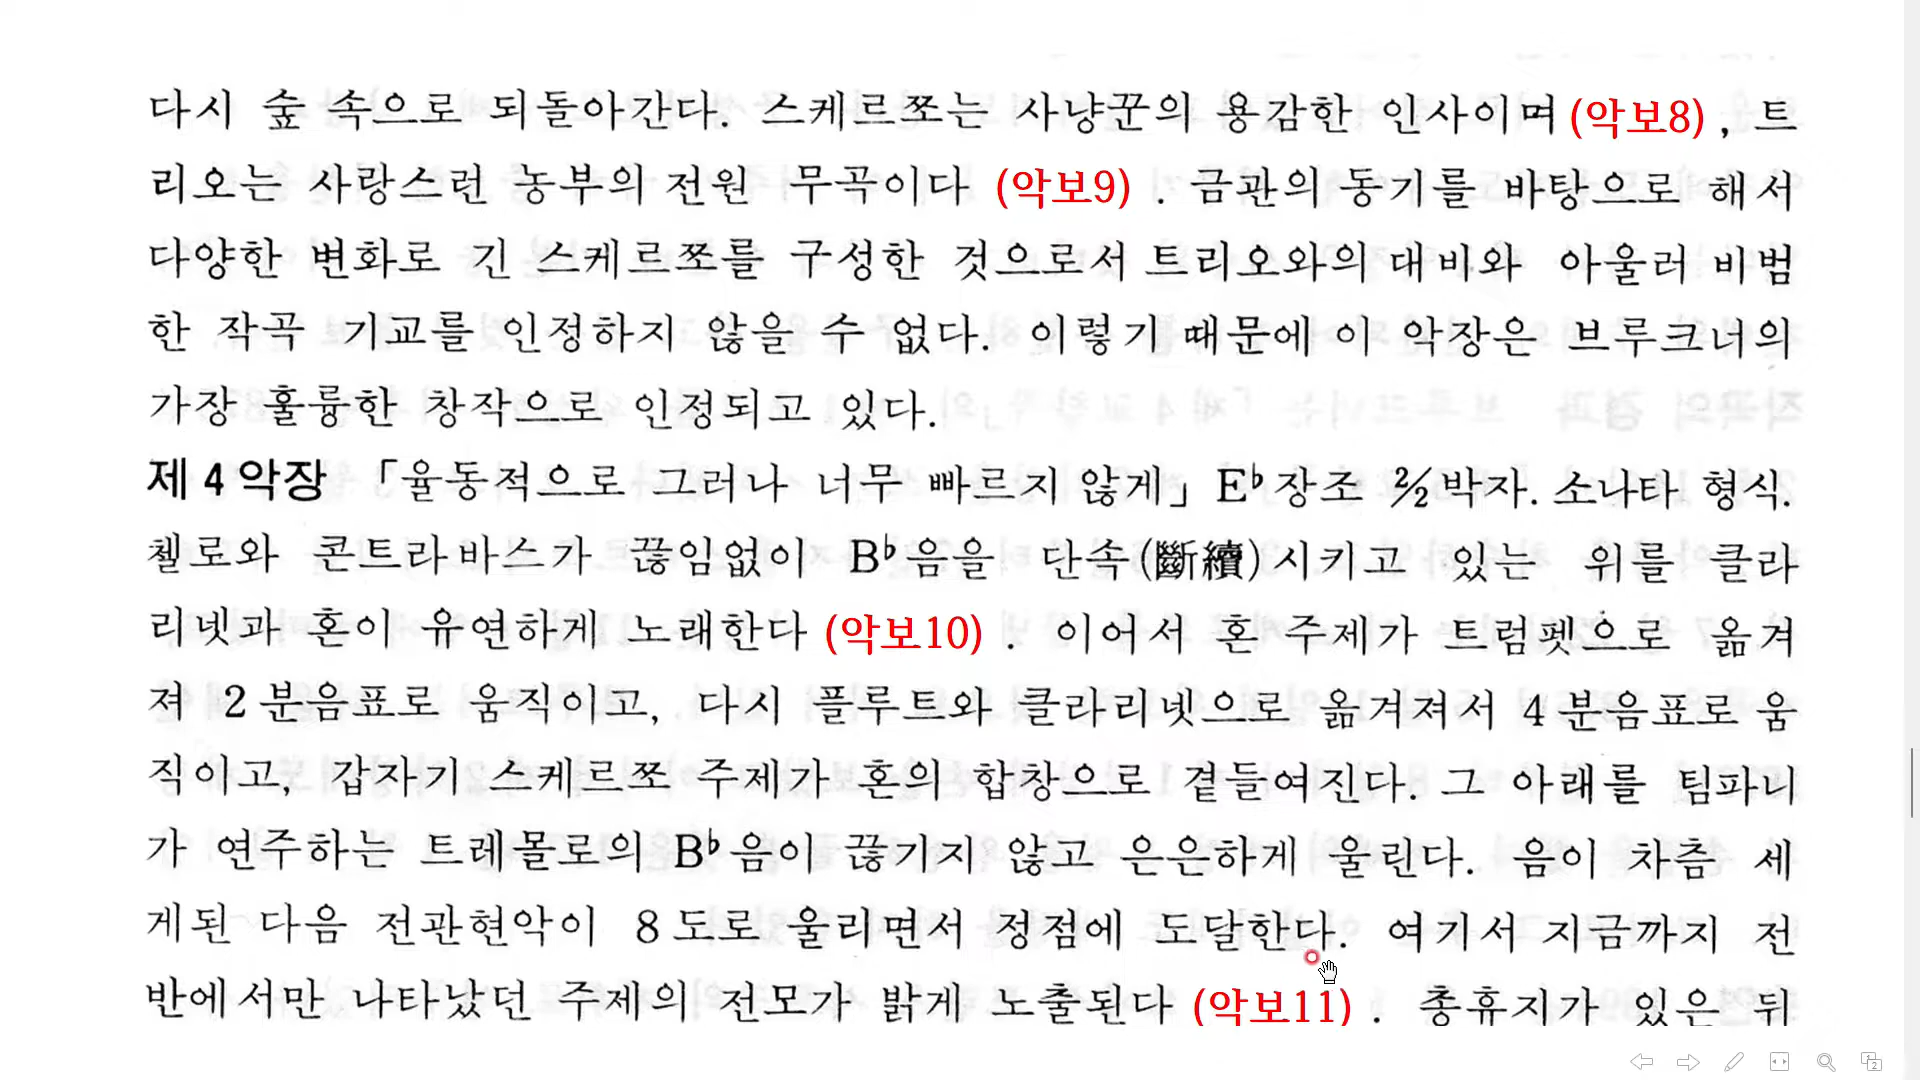 다시 숲 속으로 되돌아간다. 스케르쪼는 사냥꾼의 용감한 인사이며 (악보8) , 트
리오는 사랑스런 농부의 전원 무곡이다 (악보9) . 금관의 동기를 바탕으로 해서
다양한 변화로 긴 스케르쪼를 구성한 것으로서 트리오와의 대비와 아울러 비범
한 작곡 기교를 인정하지 않을 수 없다. 이렇기 때문에 이 악장은 브루크너의
가장 훌륭한 창작으로 인정되고 있다.
제 4 악장 「율동적으로 그러나 너무 빠르지 않게」 E♭장조 2/2박자. 소나타 형식.
첼로와 콘트라바스가 끊임없이 B♭음을 단속(斷續)시키고 있는 위를 클라
리넷과 혼이 유연하게 노래한다 (악보10) . 이어서 혼 주제가 트럼펫으로 옮겨
져 2 분음표로 움직이고, 다시 플루트와 클라리넷으로 옮겨져서 4 분음표로 움
직이고, 갑자기 스케르쪼 주제가 혼의 합창으로 곁들여진다. 그 아래를 팀파니
가 연주하는 트레몰로의 B♭음이 끊기지 않고 은은하게 울린다. 음이 차츰 세
게된 다음 전관현악이 8 도로 울리면서 정점에 도달한다. 여기서 지금까지 전
반에서만 나타났던 주제의 전모가 밝게 노출된다 (악보11) . 총휴지가 있은 뒤